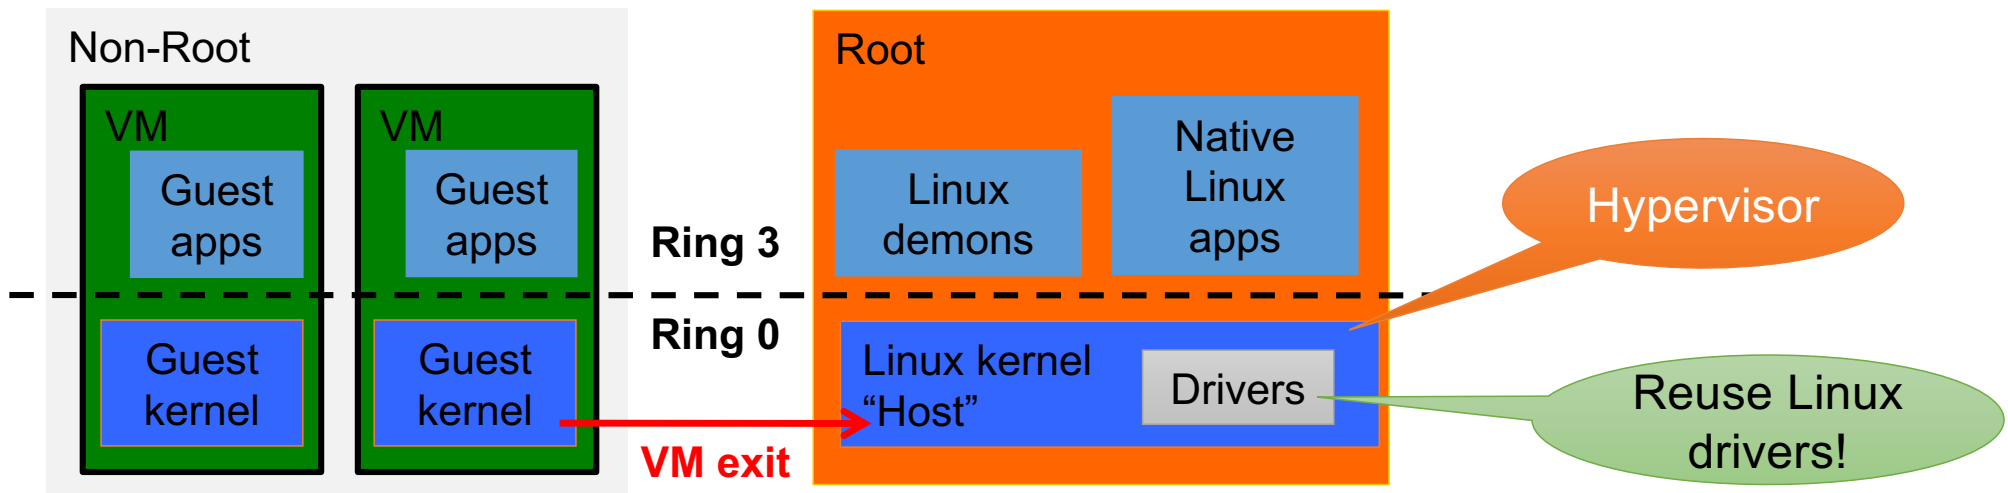 Non-Root
VM
Guest
apps
Guest
kernel
VM
Guest
apps
Guest
kernel
Ring 3
Ring 0
VM exit
Root
Linux
demons
Native
Linux
apps
Linux kernel
“Host”
Drivers
Hypervisor
Reuse Linux
drivers!